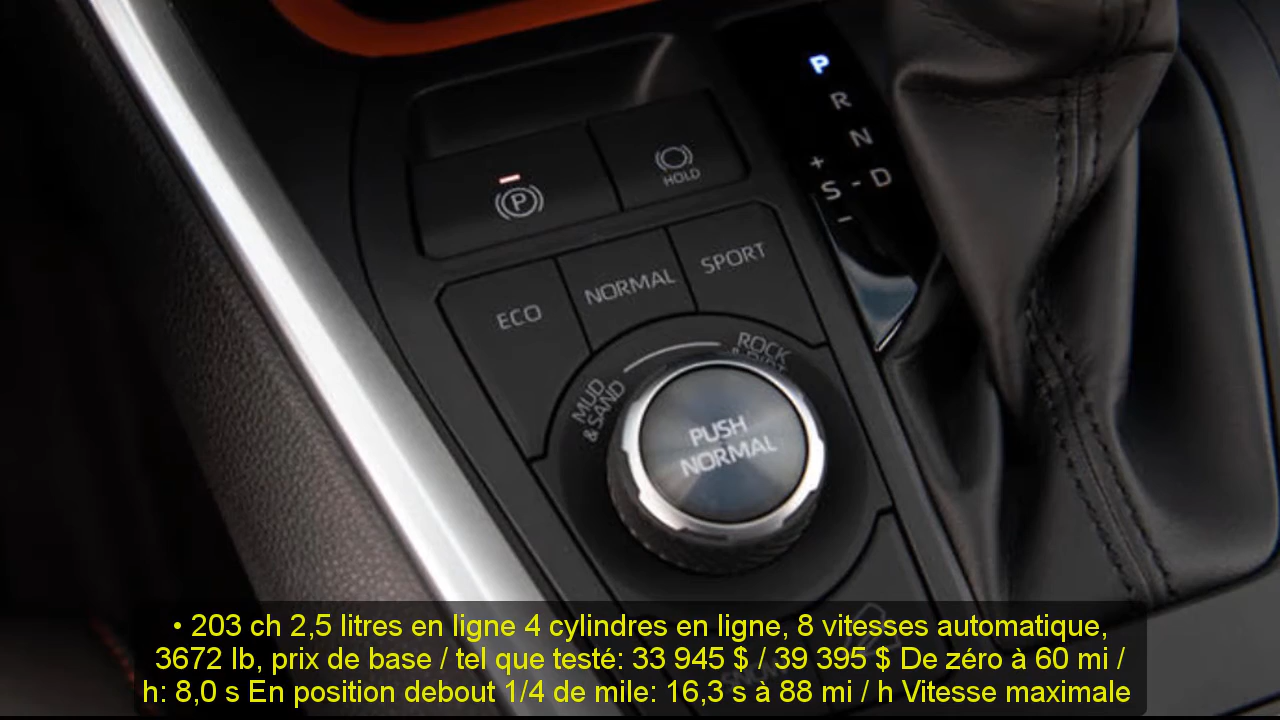 P
R
N
+
S - D
-
P
HOLD
ECO
NORMAL
SPORT
ROCK
& DIRT
MUD
& SAND
PUSH
NORMAL
• 203 ch 2,5 litres en ligne 4 cylindres en ligne, 8 vitesses automatique,
3672 lb, prix de base / tel que testé: 33 945 $ / 39 395 $ De zéro à 60 mi /
h: 8,0 s En position debout 1/4 de mile: 16,3 s à 88 mi / h Vitesse maximale